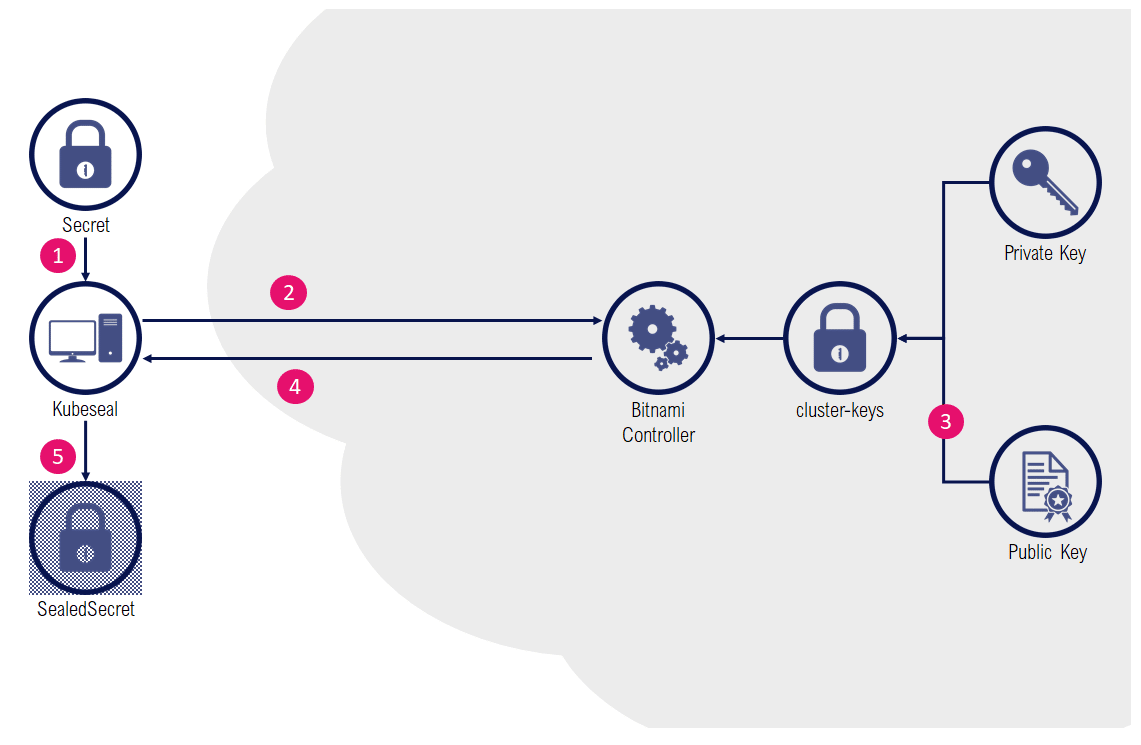 Secret
1
Kubeseal
2
4
5
SealedSecret
Bitnami
Controller
cluster-keys
3
Private Key
Public Key